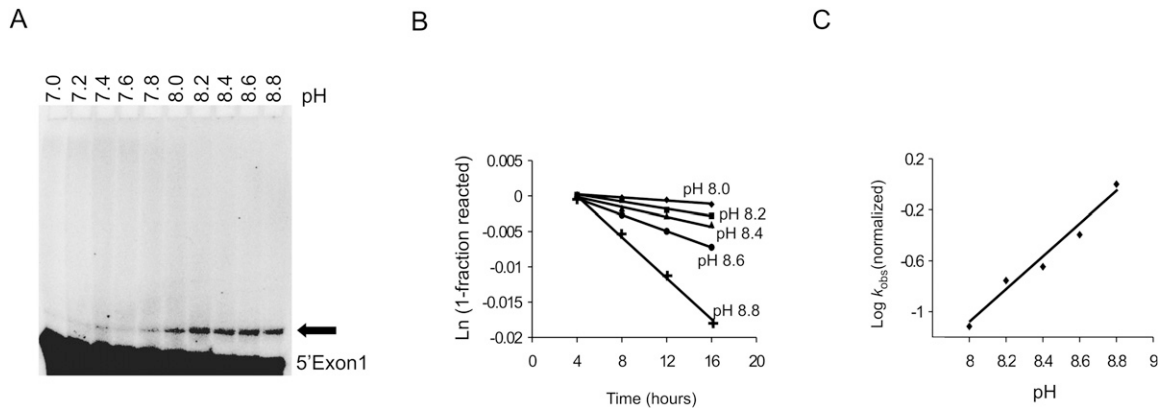 A
7.0 7.2 7.4 7.6 7.8 8.0 8.2 8.4 8.6 8.8 pH
5'Exon1
B
Ln (1-fraction reacted)
0.005
0
-0.005
-0.01
-0.015
-0.02
pH 8.0
pH 8.2
pH 8.4
pH 8.6
pH 8.8
0 4 8 12 16 20
Time (hours)
C
Log kobs(normalized)
0.2
-0.2
-0.6
-1
8 8.2 8.4 8.6 8.8 9
pH